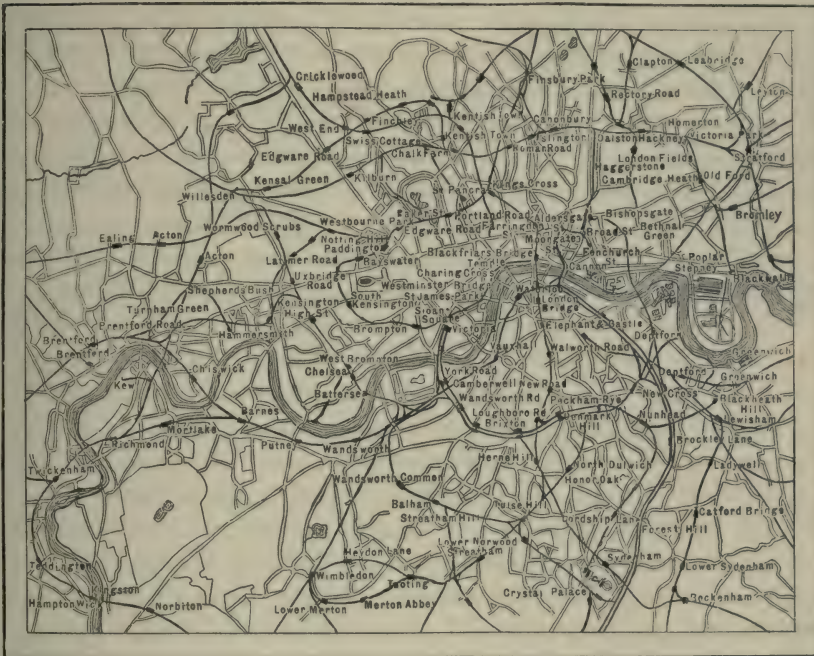 Cricklewood
Hampstead Heath
Finsbury Park
Clapton
Leabridge
Rectory Road
Leyton
West End
Finchley
Kentish Town
Canonbury
Homerton
Swiss Cottage
Kentish Town
Islington
Dalston
Hackney
Victoria Park
Edgware Road
Chalk Farm
Homan Road
London Fields
Stratford
Kensal Green
Kilburn
St Pancras
Kings Cross
Haggerstone
Cambridge Heath
Old Ford
Willesden
Baker St
Portland Road
Aldersgate
Bishopsgate
Bromley
Westbourne Park
Edgware Road
Farringdon St
Broad St
Bethnal Green
Wormwood Scrubs
Notting Hill
Paddington
Moorgate St
Ealing
Acton
Latimer Road
Bayswater
Blackfriars Bridge
Fenchurch St
Poplar
Acton
Uxbridge Road
Temple
Cannon St
Stepney
Charing Cross
Blackwall
Shepherds Bush
Westminster Bridge
Waterloo
Kensington High St
South Kensington
St James Park
London Bridge
Turnham Green
Sloane Square
Brentford Road
Hammersmith
Brompton
Victoria
Elephant & Castle
Deptford
Brentford
Brentford
Vauxhall
Walworth Road
Greenwich
Kew
Chiswick
West Brompton
Chelsea
York Road
Deptford
Greenwich
Camberwell New Road
Battersea
Wandsworth Rd
Peckham Rye
New Cross
Blackheath Hill
Barnes
Loughboro Rd
Denmark Hill
Nunhead
Lewisham
Mortlake
Brixton
Richmond
Putney
Wandsworth
Brockley Lane
Herne Hill
North Dulwich
Ladywell
Twickenham
Wandsworth Common
Honor Oak
Balham
Tulse Hill
Streatham Hill
Lordship Lane
Catford Bridge
Forest Hill
Lower Norwood
Haydon Lane
Streatham
Sydenham
Teddington
Wimbledon
Tooting
Lower Sydenham
Kingston
Hampton Wick
Norbiton
Lower Merton
Merton Abbey
Crystal Palace
Beckenham